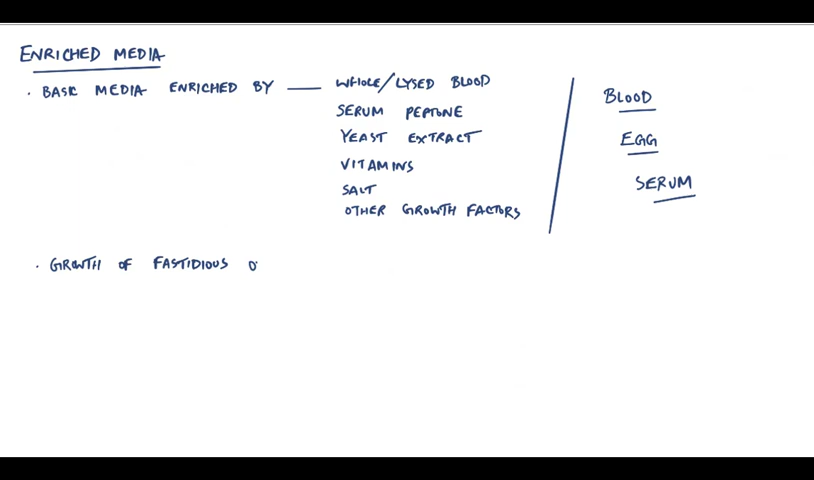 ENRICHED MEDIA
· BASIC MEDIA ENRICHED BY — WHOLE/LYSED BLOOD
SERUM PEPTONE
YEAST EXTRACT
VITAMINS
SALT
OTHER GROWTH FACTORS
BLOOD
EGG
SERUM
· GROWTH OF FASTIDIOUS O